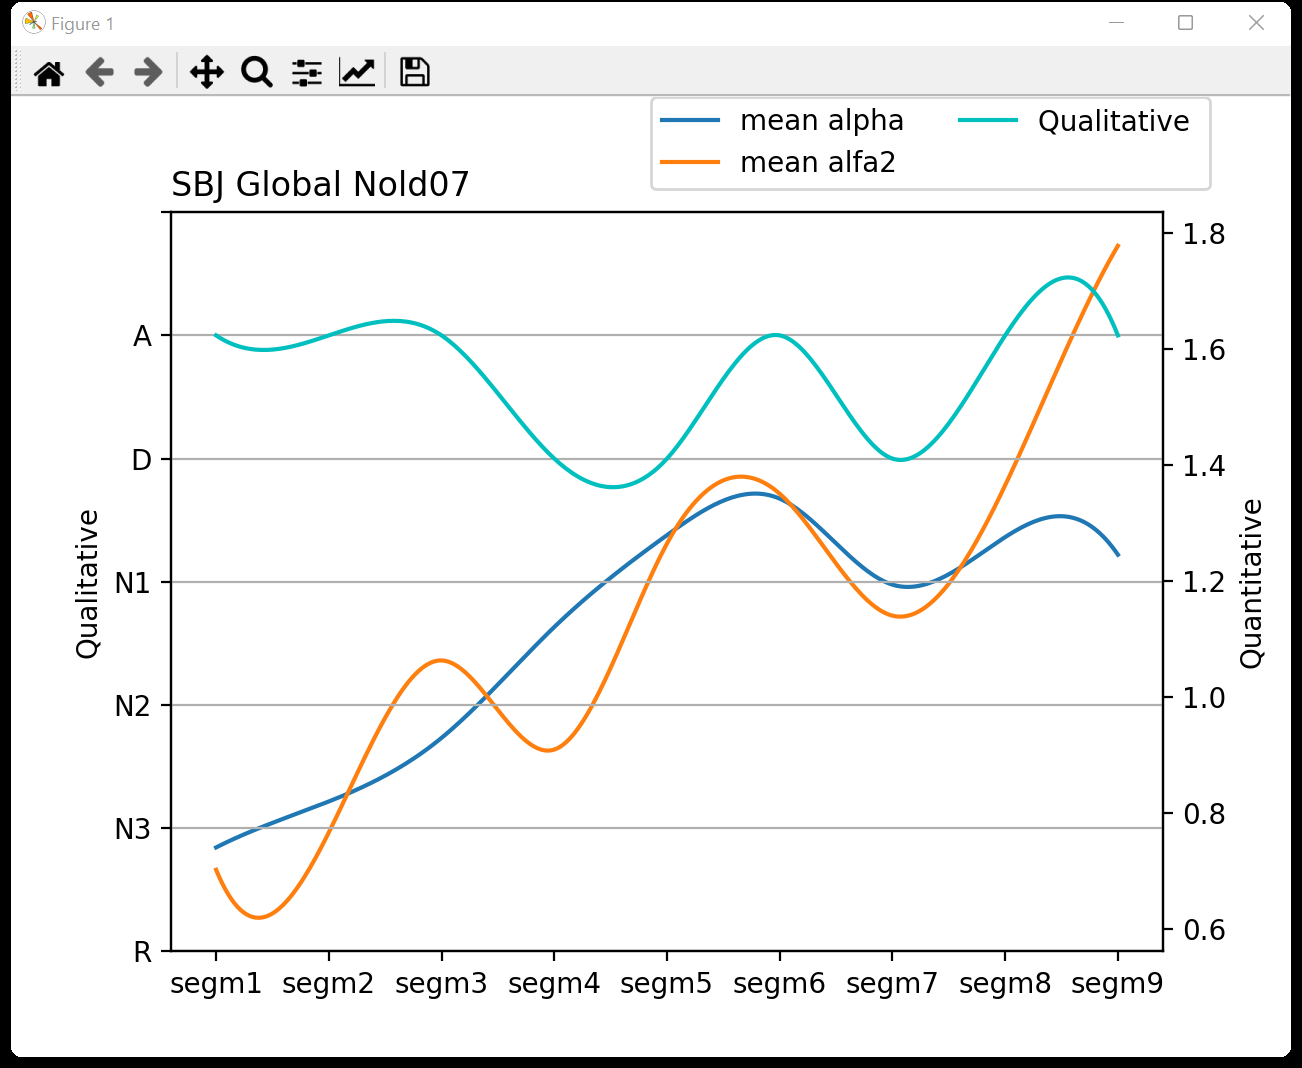 Figure 1
mean alpha
mean alfa2
Qualitative
SBJ Global Nold07
Qualitative
A
D
N1
N2
N3
R
1.8
1.6
1.4
1.2
1.0
0.8
0.6
Quantitative
segm1 segm2 segm3 segm4 segm5 segm6 segm7 segm8 segm9